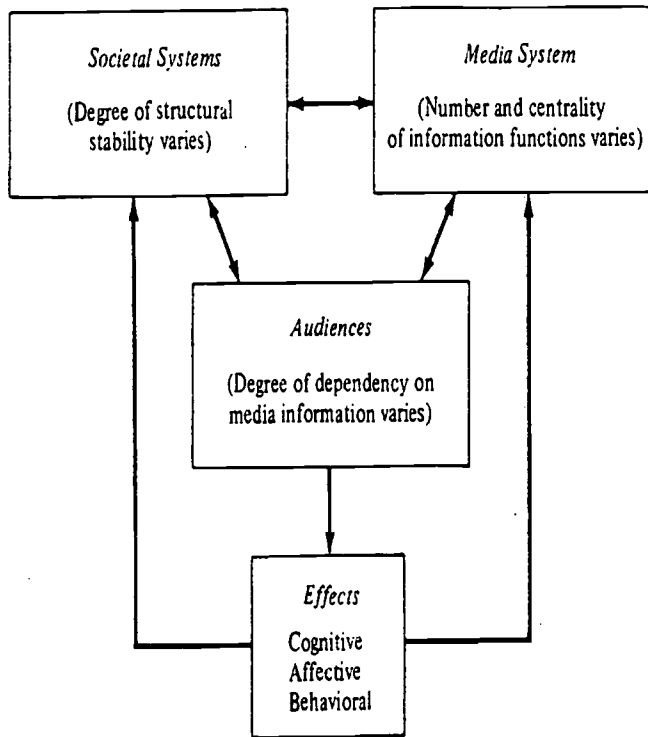 Societal Systems
(Degree of structural
stability varies)
Media System
(Number and centrality
of information functions varies)
Audiences
(Degree of dependency on
media information varies)
Effects
Cognitive
Affective
Behavioral